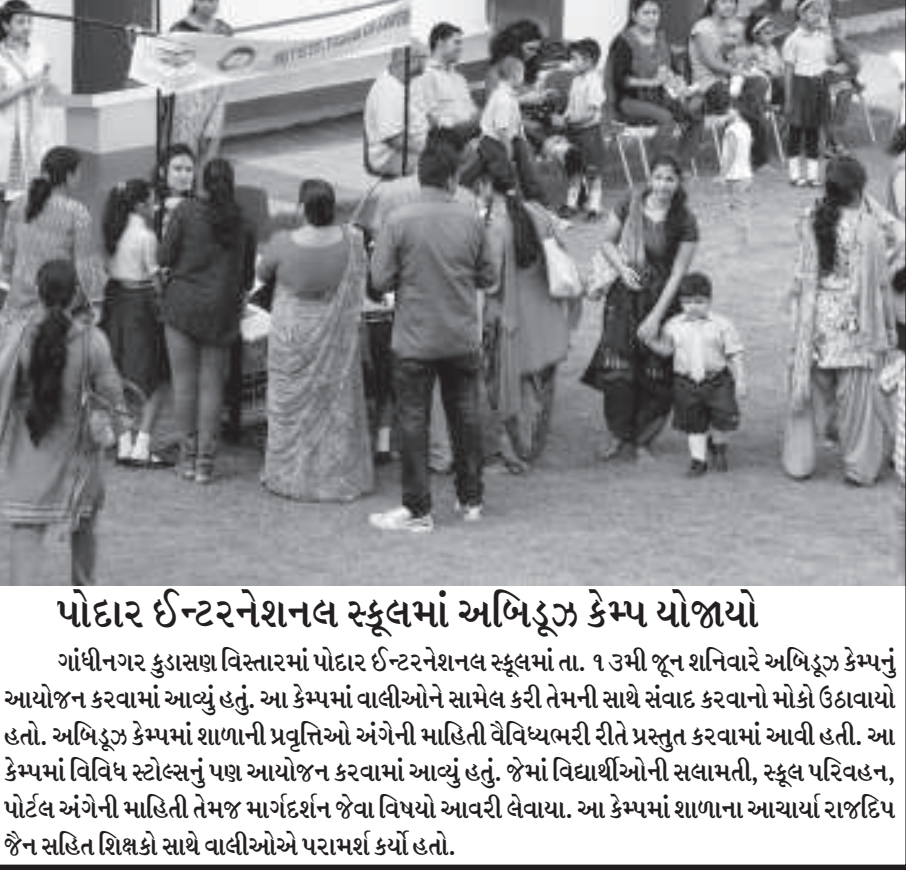 પોદાર ઈન્ટરનેશનલ સ્કૂલમાં અબિડૂઝ કેમ્પ યોજાયો
ગાંધીનગર કુડાસણ વિસ્તારમાં પોદાર ઈન્ટરનેશનલ સ્કૂલમાં તા. ૧૩મી જૂન શનિવારે અબિડૂઝ કેમ્પનું
આયોજન કરવામાં આવ્યું હતું. આ કેમ્પમાં વાલીઓને સામેલ કરી તેમની સાથે સંવાદ કરવાનો મોકો ઉઠાવાયો
હતો. અબિડૂઝ કેમ્પમાં શાળાની પ્રવૃત્તિઓ અંગેની માહિતી વૈવિધ્યભરી રીતે પ્રસ્તુત કરવામાં આવી હતી. આ
કેમ્પમાં વિવિધ સ્ટોલ્સનું પણ આયોજન કરવામાં આવ્યું હતું. જેમાં વિદ્યાર્થીઓની સલામતી, સ્કૂલ પરિવહન,
પોર્ટલ અંગેની માહિતી તેમજ માર્ગદર્શન જેવા વિષયો આવરી લેવાયા. આ કેમ્પમાં શાળાના આચાર્યા રાજદિપ
જૈન સહિત શિક્ષકો સાથે વાલીઓએ પરામર્શ કર્યો હતો.